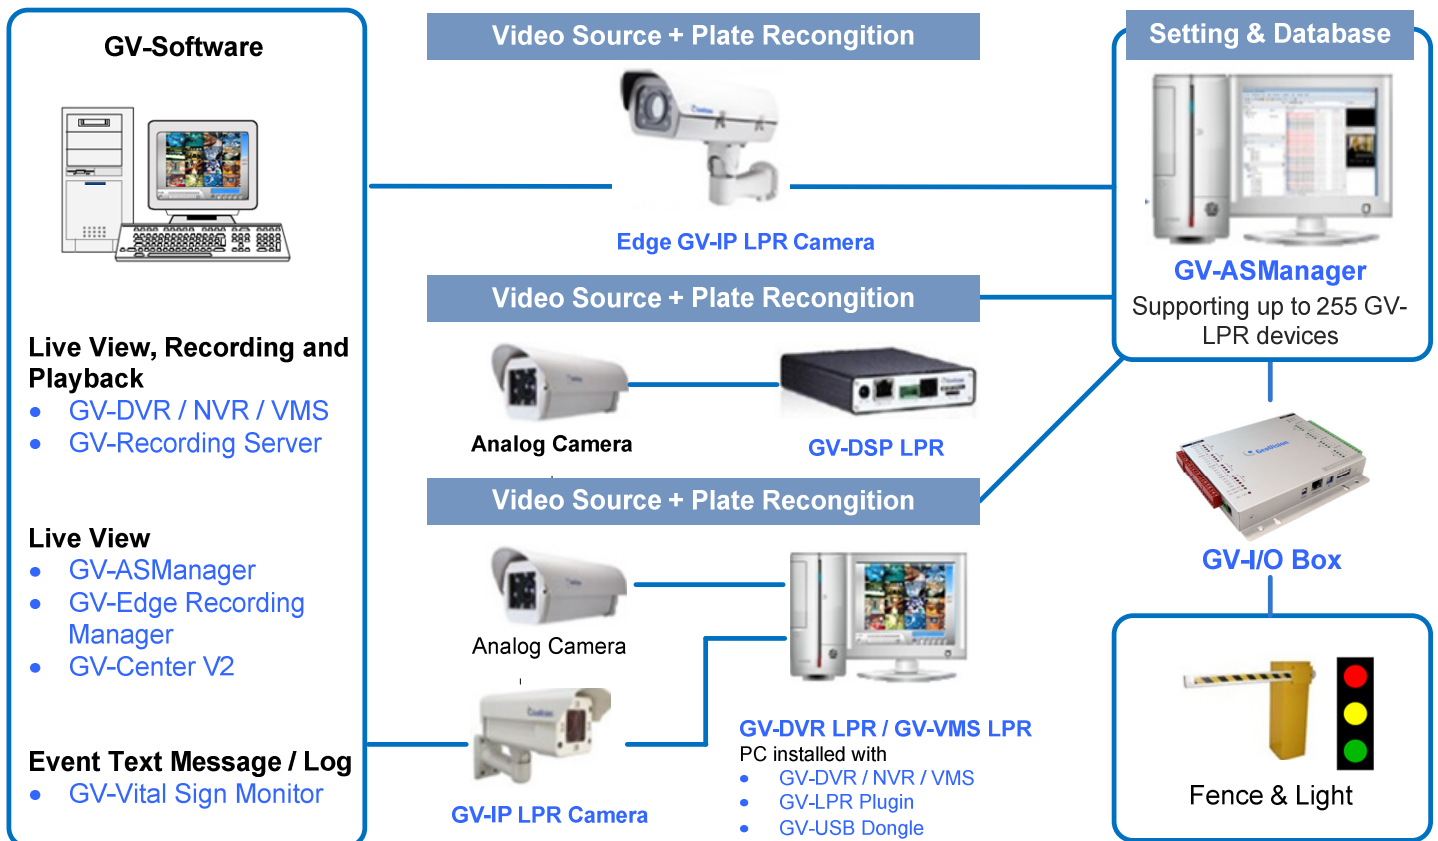 GV-Software
Live View, Recording and
Playback
GV-DVR / NVR / VMS
GV-Recording Server
Live View
GV-ASManager
GV-Edge Recording
Manager
GV-Center V2
Event Text Message / Log
GV-Vital Sign Monitor
Video Source + Plate Recongition
Edge GV-IP LPR Camera
Video Source + Plate Recongition
Analog Camera
GV-DSP LPR
Video Source + Plate Recongition
Analog Camera
GV-IP LPR Camera
GV-DVR LPR / GV-VMS LPR
PC installed with
GV-DVR / NVR / VMS
GV-LPR Plugin
GV-USB Dongle
Setting & Database
GV-ASManager
Supporting up to 255 GV-
LPR devices
GeoVision
GV-I/O Box
Fence & Light